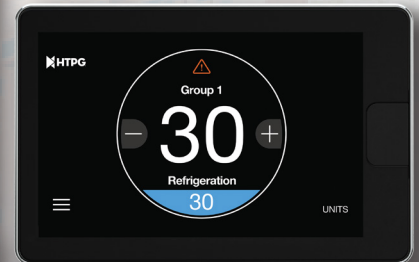 HTPG
Group 1
30
Refrigeration
30
UNITS